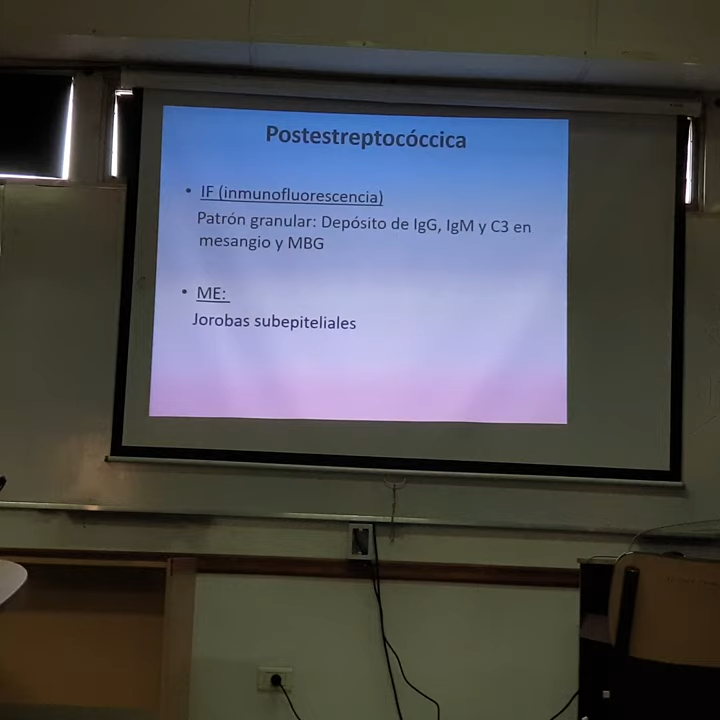 Postestreptocóccica
• IF (inmunofluorescencia)
Patrón granular: Depósito de IgG, IgM y C3 en
mesangio y MBG
• ME:
Jorobas subepiteliales